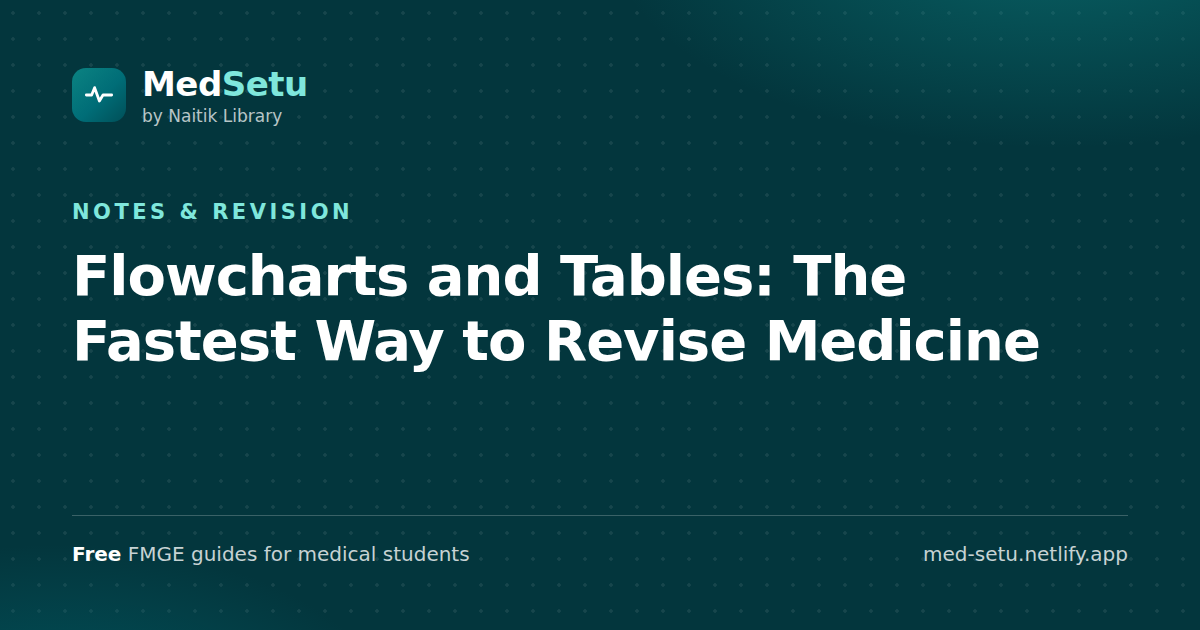 MedSetu
by Naitik Library
NOTES & REVISION
Flowcharts and Tables: The
Fastest Way to Revise Medicine
Free FMGE guides for medical students
med-setu.netlify.app